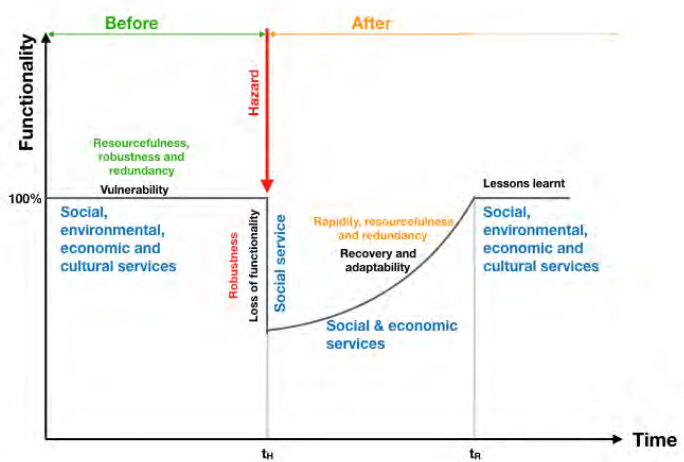 Before
After
Functionality
Hazard
Resourcefulness,
robustness and
redundancy
Vulnerability
100%
Social,
environmental,
economic and
cultural services
Robustness
Loss of functionality
Social service
Rapidity, resourcefulness
and redundancy
Recovery and
adaptability
Social & economic
services
Lessons learnt
Social,
environmental,
economic and
cultural services
tH
tR
Time